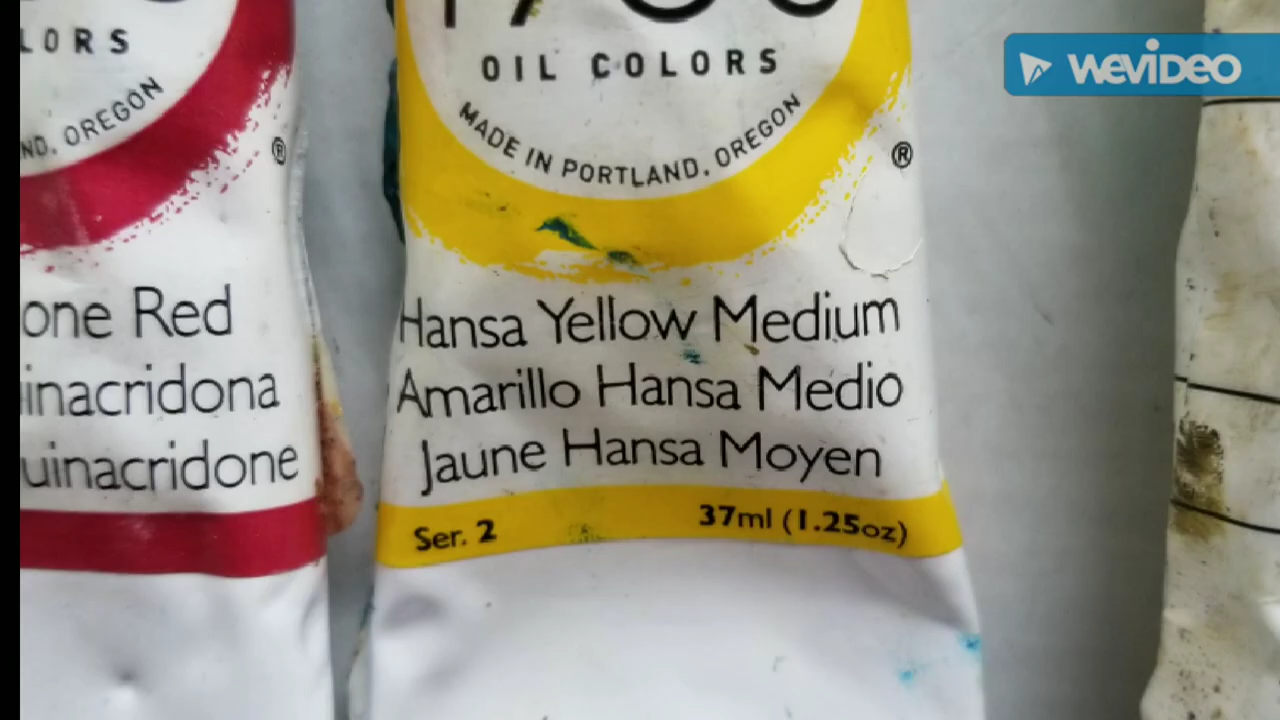 LORS
ND, OREGON
®
one Red
inacridona
uinacridone
OIL COLORS
MADE IN PORTLAND, OREGON
®
Hansa Yellow Medium
Amarillo Hansa Medio
Jaune Hansa Moyen
Ser. 2
37ml (1.25oz)
WEVIDEO